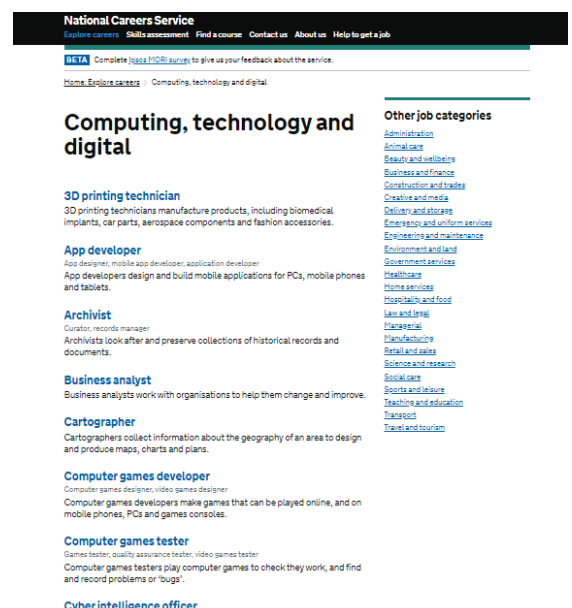 National Careers Service
Explore careers Skills assessment Find a course Contact us About us Help to get a job
BETA Complete Ipsos MORI survey to give us your feedback about the service.
Home: Explore careers > Computing, technology and digital
Computing, technology and
digital
3D printing technician
3D printing technicians manufacture products, including biomedical
implants, car parts, aerospace components and fashion accessories.
App developer
App designer, mobile app developer, application developer
App developers design and build mobile applications for PCs, mobile phones
and tablets.
Archivist
Curator, records manager
Archivists look after and preserve collections of historical records and
documents.
Business analyst
Business analysts work with organisations to help them change and improve.
Cartographer
Cartographers collect information about the geography of an area to design
and produce maps, charts and plans.
Computer games developer
Computer games designer, video games designer
Computer games developers make games that can be played online, and on
mobile phones, PCs and games consoles.
Computer games tester
Games tester, quality assurance tester, video games tester
Computer games testers play computer games to check they work, and find
and record problems or 'bugs'.
Cyber intelligence officer
Other job categories
Administration
Animal care
Beauty and wellbeing
Business and finance
Construction and trades
Creative and media
Delivery and storage
Emergency and uniform services
Engineering and maintenance
Environment and land
Government services
Healthcare
Home services
Hospitality and food
Law and legal
Managerial
Manufacturing
Retail and sales
Science and research
Social care
Sports and leisure
Teaching and education
Transport
Travel and tourism